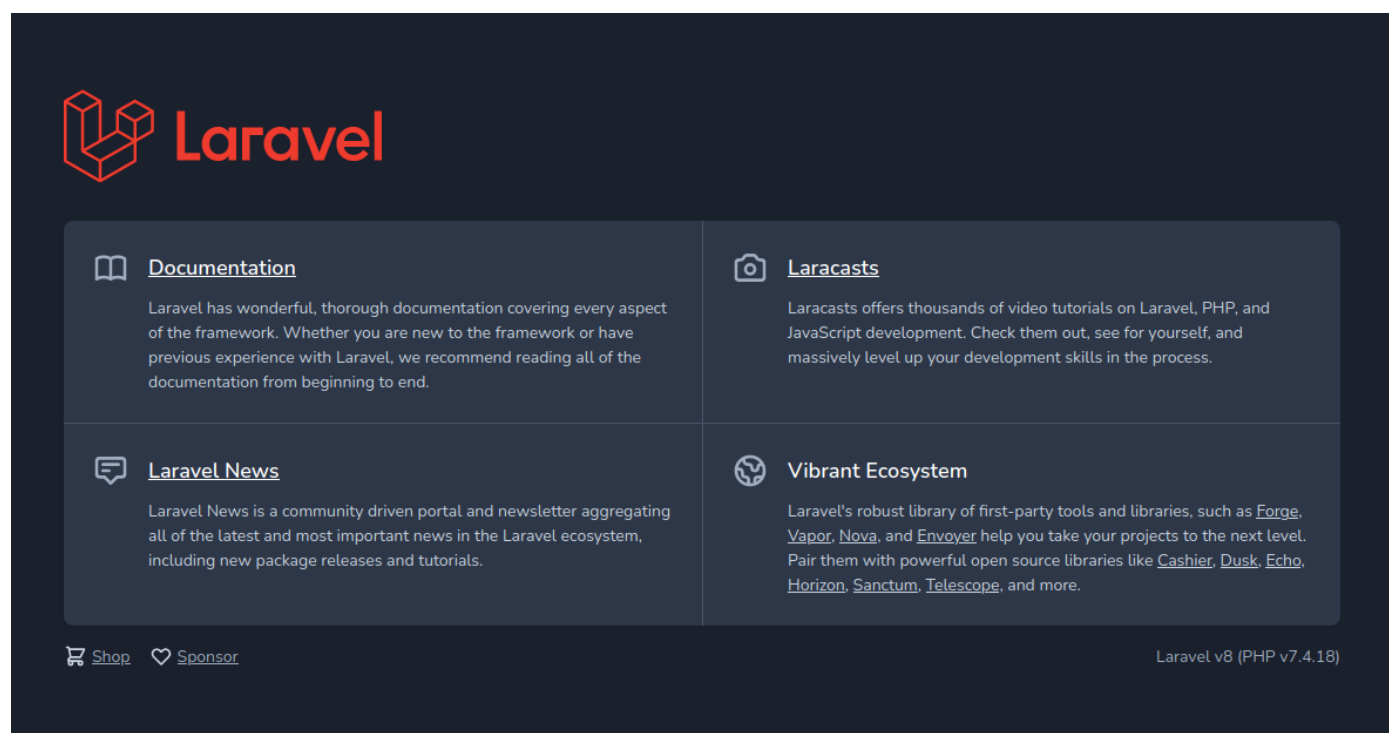 Laravel
Documentation
Laravel has wonderful, thorough documentation covering every aspect
of the framework. Whether you are new to the framework or have
previous experience with Laravel, we recommend reading all of the
documentation from beginning to end.
Laracasts
Laracasts offers thousands of video tutorials on Laravel, PHP, and
JavaScript development. Check them out, see for yourself, and
massively level up your development skills in the process.
Laravel News
Laravel News is a community driven portal and newsletter aggregating
all of the latest and most important news in the Laravel ecosystem,
including new package releases and tutorials.
Vibrant Ecosystem
Laravel's robust library of first-party tools and libraries, such as Forge,
Vapor, Nova, and Envoyer help you take your projects to the next level.
Pair them with powerful open source libraries like Cashier, Dusk, Echo,
Horizon, Sanctum, Telescope, and more.
Shop
Sponsor
Laravel v8 (PHP v7.4.18)